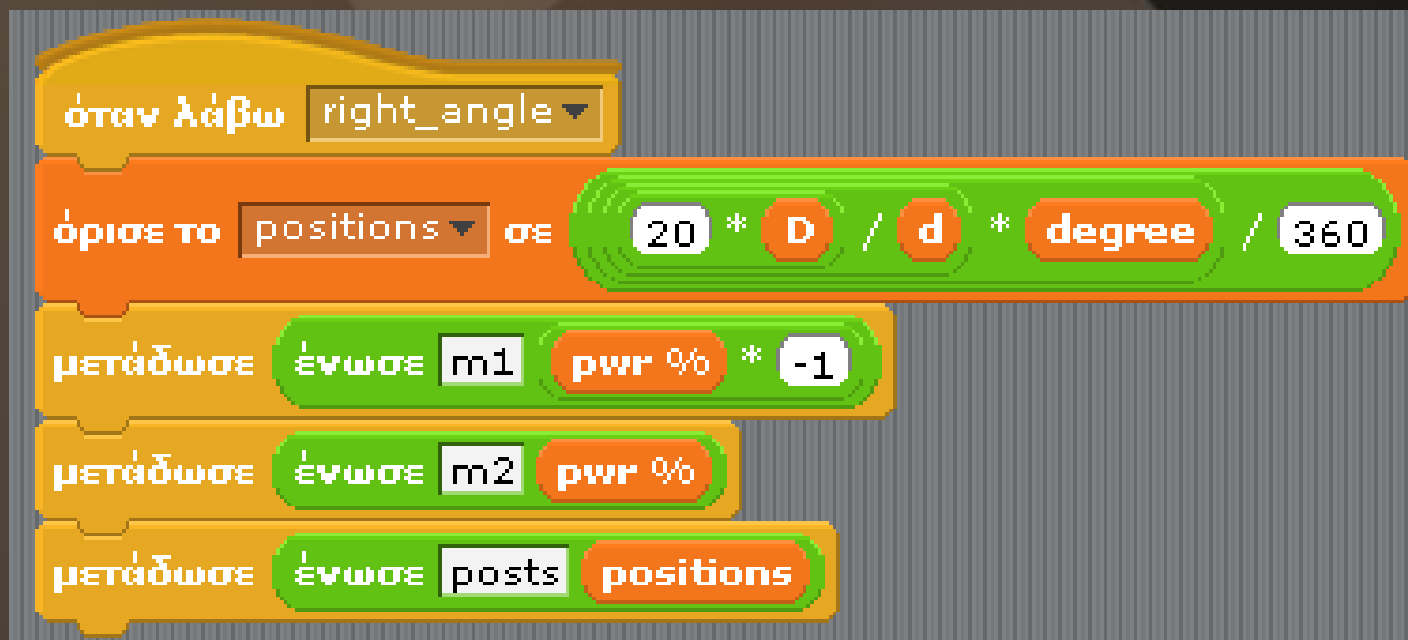 όταν λάβω right_angle
όρισε το positions σε 20 * D / d * degree / 360
μετάδωσε ένωσε m1 pwr % * -1
μετάδωσε ένωσε m2 pwr %
μετάδωσε ένωσε posts positions